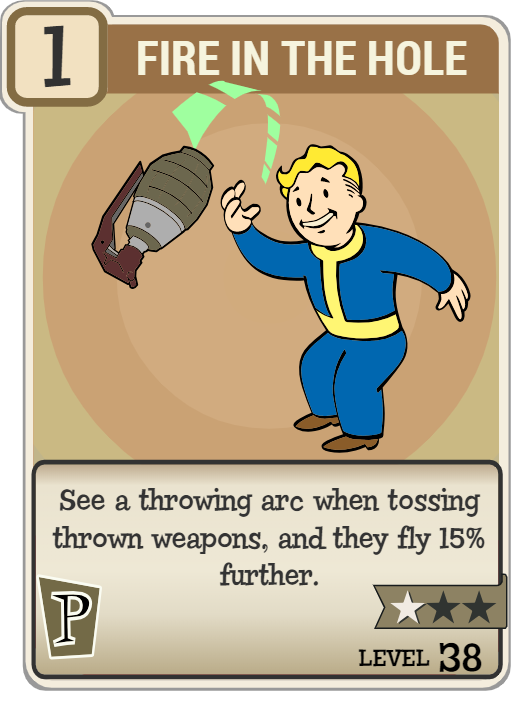 1
FIRE IN THE HOLE
See a throwing arc when tossing
thrown weapons, and they fly 15%
further.
P
LEVEL 38